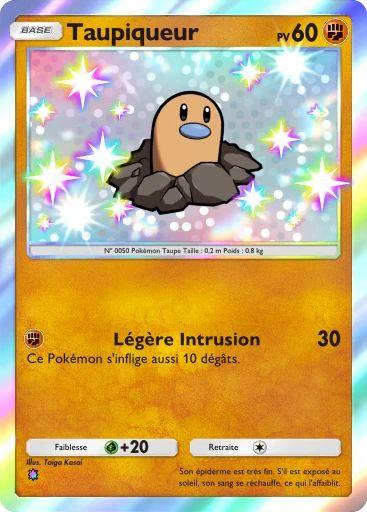 BASE Taupiqueur PV 60
N° 0050 Pokémon Taupe Taille : 0,2 m Poids : 0,8 kg
Légère Intrusion 30
Ce Pokémon s'inflige aussi 10 dégâts.
Faiblesse +20 Retraite
Illus. Taiga Kasai
Son épiderme est très fin. S'il est exposé au
soleil, son sang se réchauffe, ce qui l'affaiblit.